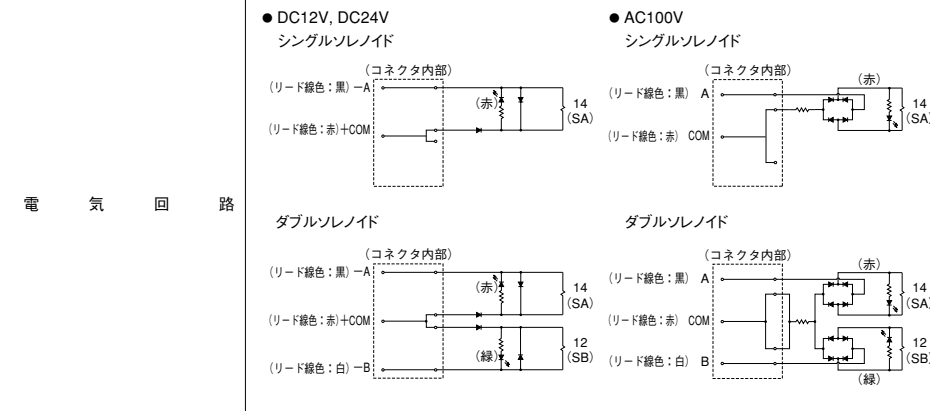 電気回路
● DC12V, DC24V
シングルソレノイド
(コネクタ内部)
(リード線色：黒) −A
(赤)
(リード線色：赤)+COM
14
(SA)
● AC100V
シングルソレノイド
(コネクタ内部)
(赤)
(リード線色：黒) A
14
(SA)
(リード線色：赤) COM
ダブルソレノイド
(コネクタ内部)
(リード線色：黒) −A
(赤)
14
(SA)
(リード線色：赤)+COM
12
(SB)
(緑)
(リード線色：白) −B
ダブルソレノイド
(コネクタ内部)
(赤)
(リード線色：黒) A
14
(SA)
(リード線色：赤) COM
12
(SB)
(リード線色：白) B
(緑)